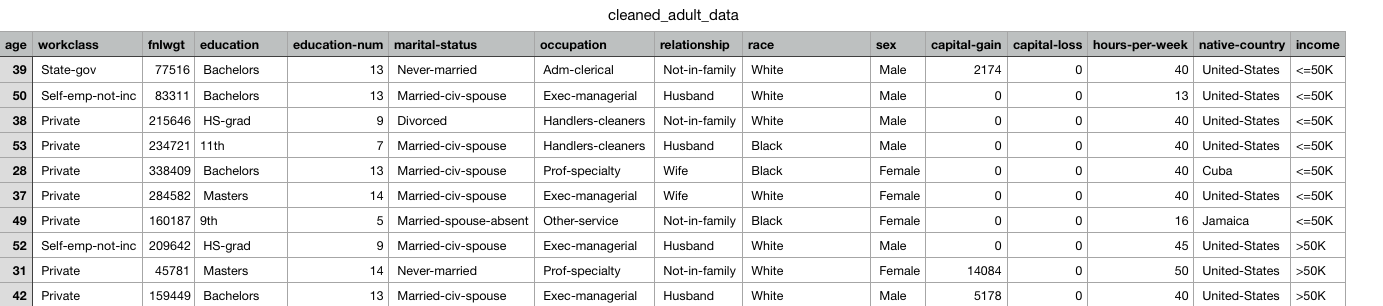 cleaned_adult_data
age workclass fnlwgt education education-num marital-status occupation relationship race sex capital-gain capital-loss hours-per-week native-country income
39 State-gov 77516 Bachelors 13 Never-married Adm-clerical Not-in-family White Male 2174 0 40 United-States <=50K
50 Self-emp-not-inc 83311 Bachelors 13 Married-civ-spouse Exec-managerial Husband White Male 0 0 13 United-States <=50K
38 Private 215646 HS-grad 9 Divorced Handlers-cleaners Not-in-family White Male 0 0 40 United-States <=50K
53 Private 234721 11th 7 Married-civ-spouse Handlers-cleaners Husband Black Male 0 0 40 United-States <=50K
28 Private 338409 Bachelors 13 Married-civ-spouse Prof-specialty Wife Black Female 0 0 40 Cuba <=50K
37 Private 284582 Masters 14 Married-civ-spouse Exec-managerial Wife White Female 0 0 40 United-States <=50K
49 Private 160187 9th 5 Married-spouse-absent Other-service Not-in-family Black Female 0 0 16 Jamaica <=50K
52 Self-emp-not-inc 209642 HS-grad 9 Married-civ-spouse Exec-managerial Husband White Male 0 0 45 United-States >50K
31 Private 45781 Masters 14 Never-married Prof-specialty Not-in-family White Female 14084 0 50 United-States >50K
42 Private 159449 Bachelors 13 Married-civ-spouse Exec-managerial Husband White Male 5178 0 40 United-States >50K